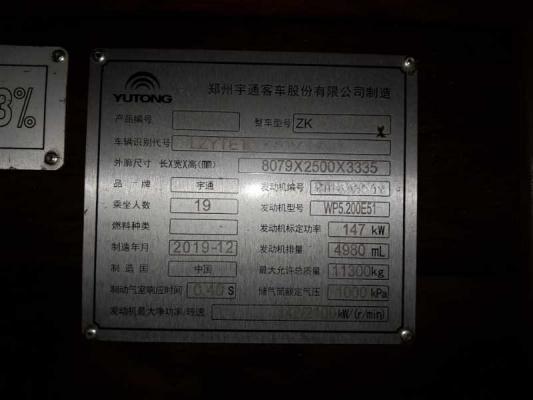 3%
YUTONG
郑州宇通客车股份有限公司制造
产品编号 整车型号 ZK
车辆识别代号 LZYTET
外廓尺寸 长X宽X高(mm) 8079X2500X3335
品牌 宇通 发动机编号
乘坐人数 19 发动机型号 WP5.200E51
燃料种类 发动机标定功率 147 kW
制造年月 2019-12 发动机排量 4980 mL
制造国 中国 最大允许总质量 11300kg
制动气室响应时间 0.40 S 储气筒额定气压 1000 kPa
发动机最大净功率/转速 kW/(r/min)